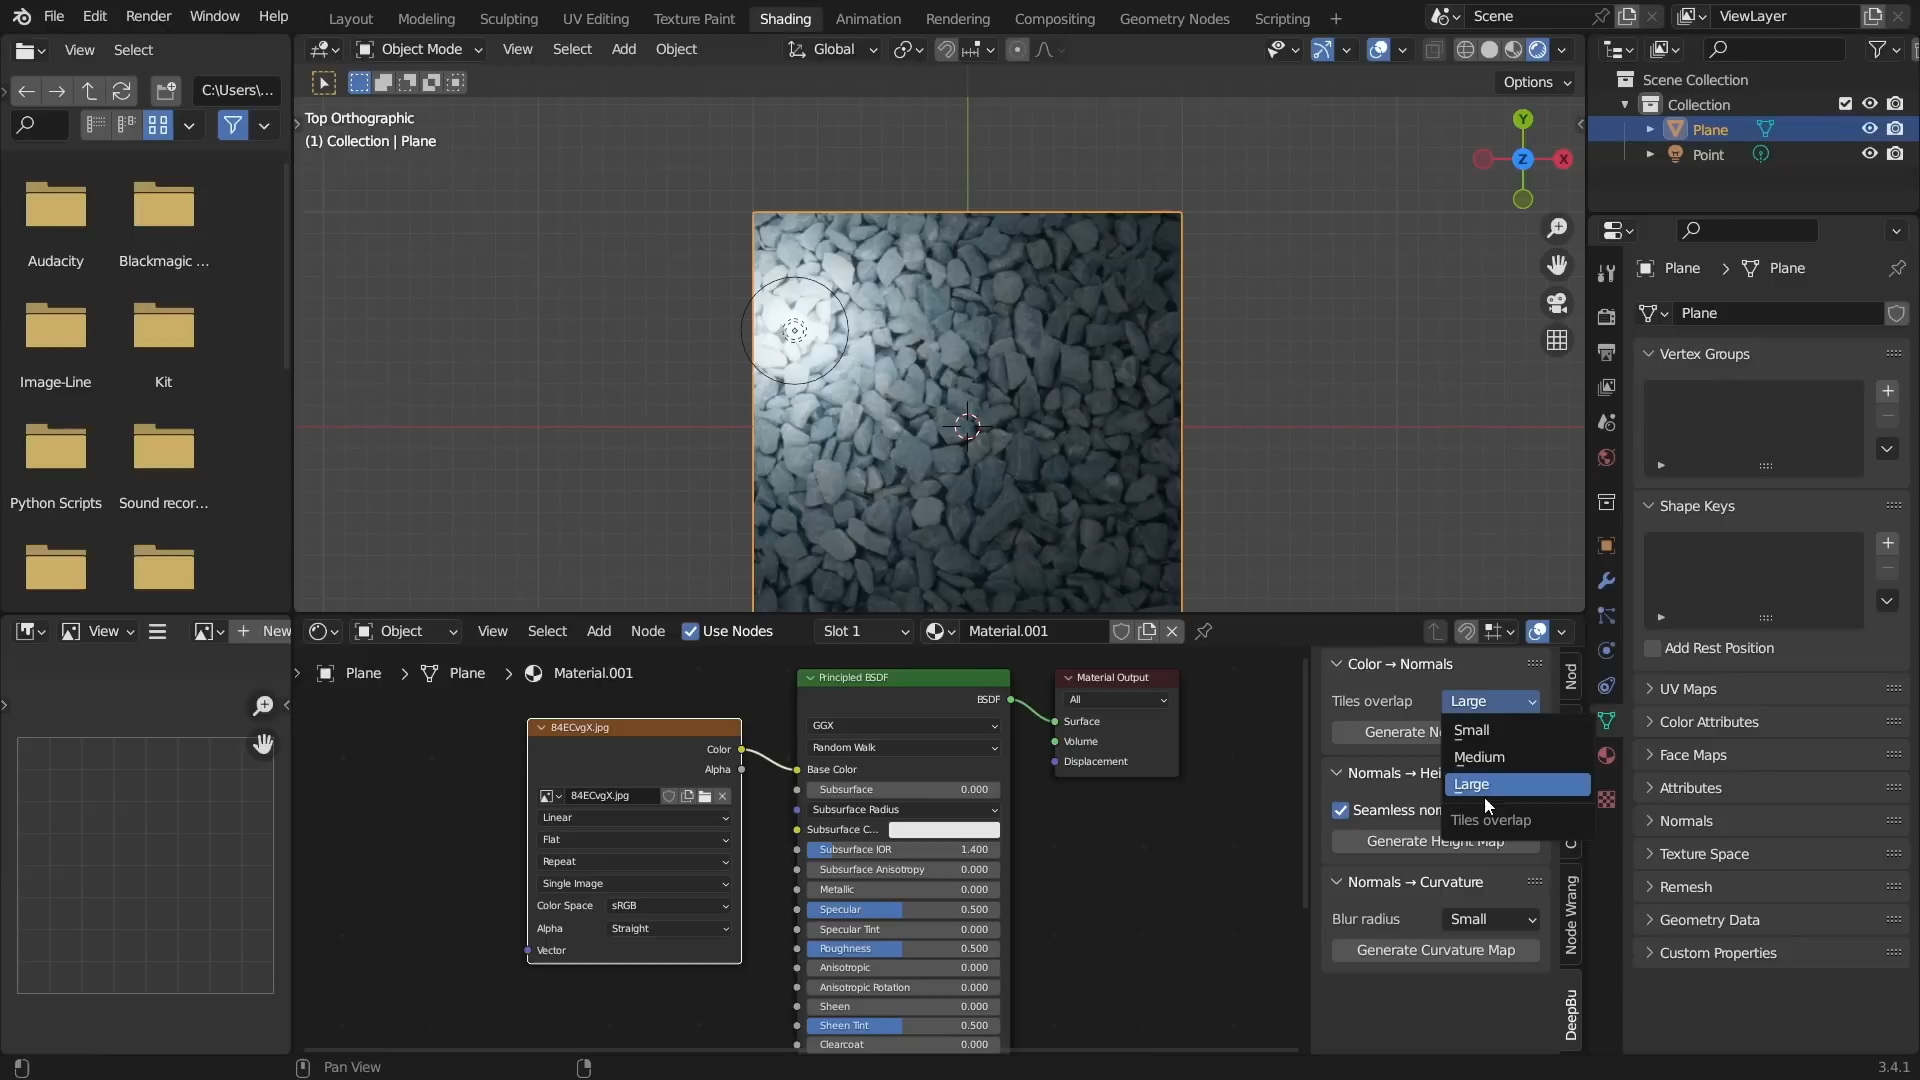 File Edit Render Window Help
Layout Modeling Sculpting UV Editing Texture Paint Shading Animation Rendering Compositing Geometry Nodes Scripting +
Scene
ViewLayer
View Select
Object Mode View Select Add Object
Global
C:\Users\...
Options
Top Orthographic
(1) Collection | Plane
Y
Z
X
Audacity
Blackmagic ...
Image-Line
Kit
Python Scripts
Sound recor...
Scene Collection
Collection
Plane
Point
Plane > Plane
Plane
Vertex Groups
Shape Keys
Add Rest Position
UV Maps
Color Attributes
Face Maps
Attributes
Normals
Texture Space
Remesh
Geometry Data
Custom Properties
View
+ New
Object View Select Add Node Use Nodes
Slot 1
Material.001
Plane > Plane > Material.001
84ECvgX.jpg
Color
Alpha
84ECvgX.jpg
Linear
Flat
Repeat
Single Image
Color Space sRGB
Alpha Straight
Vector
Principled BSDF
BSDF
GGX
Random Walk
Base Color
Subsurface 0.000
Subsurface Radius
Subsurface C...
Subsurface IOR 1.400
Subsurface Anisotropy 0.000
Metallic 0.000
Specular 0.500
Specular Tint 0.000
Roughness 0.500
Anisotropic 0.000
Anisotropic Rotation 0.000
Sheen 0.000
Sheen Tint 0.500
Clearcoat 0.000
Material Output
All
Surface
Volume
Displacement
Color → Normals
Tiles overlap Large
Generate N
Small
Medium
Large
Tiles overlap
Normals → Hei
Seamless nor
Generate Height Map
Normals → Curvature
Blur radius Small
Generate Curvature Map
Nod
Node Wrang
DeepBu
Pan View
3.4.1